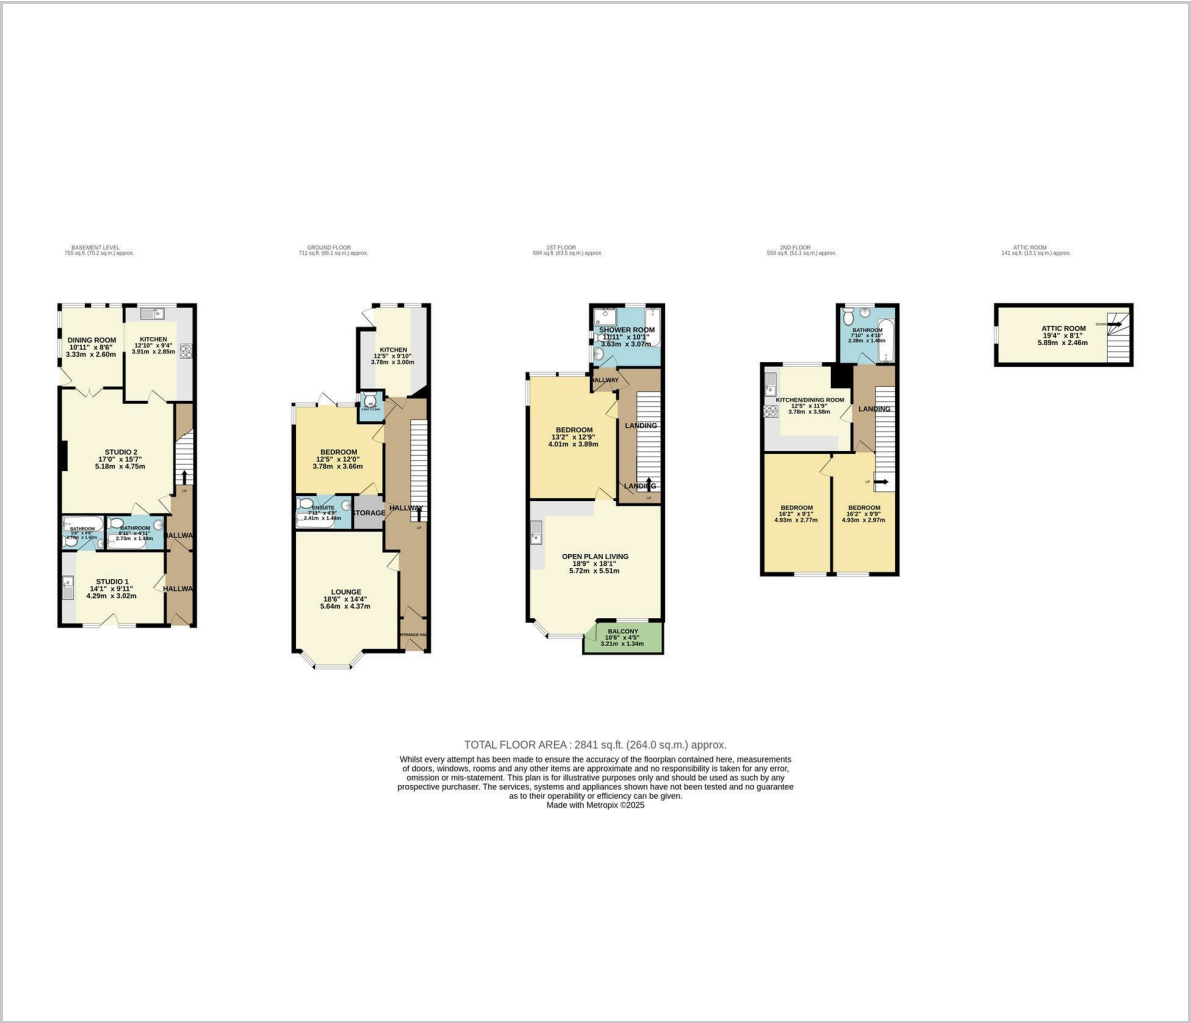 BASEMENT LEVEL
755 sq.ft. (70.2 sq.m.) approx.
DINING ROOM
10'11" x 8'6"
3.33m x 2.60m
KITCHEN
12'10" x 9'4"
3.91m x 2.85m
STUDIO 2
17'0" x 15'7"
5.18m x 4.75m
UP
BATHROOM
BATHROOM
8'11" x 4'11"
2.73m x 1.49m
HALLWA
STUDIO 1
14'1" x 9'11"
4.29m x 3.02m
HALLWA
GROUND FLOOR
711 sq.ft. (66.1 sq.m.) approx.
KITCHEN
12'5" x 9'10"
3.78m x 3.00m
BEDROOM
12'5" x 12'0"
3.78m x 3.66m
ENSUITE
7'11" x 4'9"
2.41m x 1.44m
STORAGE
HALLWAY
UP
LOUNGE
18'6" x 14'4"
5.64m x 4.37m
ENTRANCE HALL
1ST FLOOR
684 sq.ft. (63.5 sq.m.) approx.
SHOWER ROOM
11'11" x 10'1"
3.63m x 3.07m
HALLWAY
BEDROOM
13'2" x 12'9"
4.01m x 3.89m
LANDING
LANDING
UP
OPEN PLAN LIVING
18'9" x 18'1"
5.72m x 5.51m
BALCONY
10'6" x 4'5"
3.21m x 1.34m
2ND FLOOR
550 sq.ft. (51.1 sq.m.) approx.
BATHROOM
7'10" x 4'10"
2.38m x 1.48m
KITCHEN/DINING ROOM
12'5" x 11'9"
3.78m x 3.58m
LANDING
UP
BEDROOM
16'2" x 9'1"
4.93m x 2.77m
BEDROOM
16'2" x 9'9"
4.93m x 2.97m
ATTIC ROOM
141 sq.ft. (13.1 sq.m.) approx.
ATTIC ROOM
19'4" x 8'1"
5.89m x 2.46m
DOWN
TOTAL FLOOR AREA : 2841 sq.ft. (264.0 sq.m.) approx.
Whilst every attempt has been made to ensure the accuracy of the floorplan contained here, measurements
of doors, windows, rooms and any other items are approximate and no responsibility is taken for any error,
omission or mis-statement. This plan is for illustrative purposes only and should be used as such by any
prospective purchaser. The services, systems and appliances shown have not been tested and no guarantee
as to their operability or efficiency can be given.
Made with Metropix ©2025